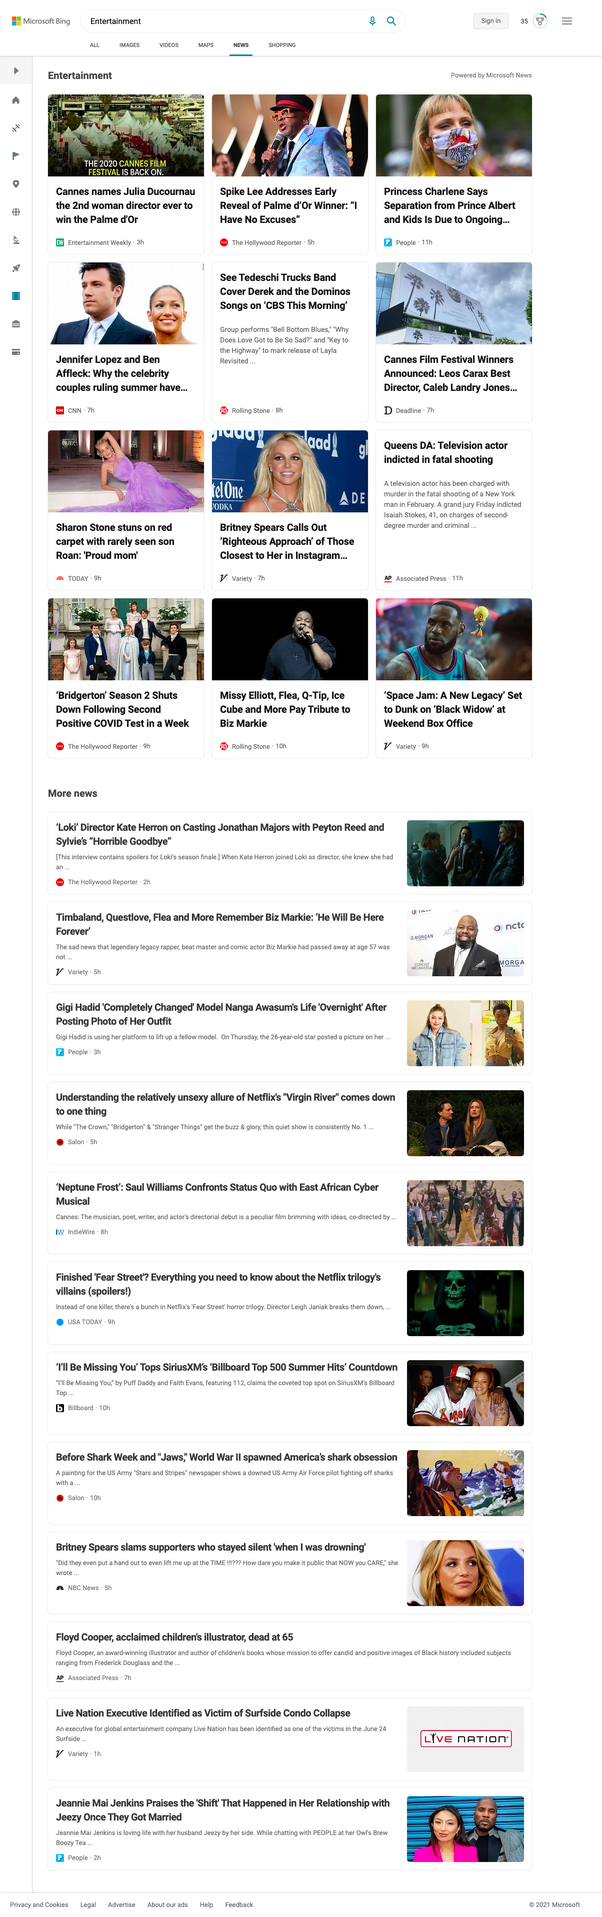 Microsoft Bing
Entertainment
Sign in
35
ALL IMAGES VIDEOS MAPS NEWS SHOPPING
Entertainment
Powered by Microsoft News
THE 2020 CANNES FILM
FESTIVAL IS BACK ON.
Cannes names Julia Ducournau
the 2nd woman director ever to
win the Palme d'Or
Entertainment Weekly · 3h
Spike Lee Addresses Early
Reveal of Palme d'Or Winner: “I
Have No Excuses”
The Hollywood Reporter · 5h
Princess Charlene Says
Separation from Prince Albert
and Kids Is Due to Ongoing...
People · 11h
Jennifer Lopez and Ben
Affleck: Why the celebrity
couples ruling summer have...
CNN · 7h
See Tedeschi Trucks Band
Cover Derek and the Dominos
Songs on ‘CBS This Morning’
Group performs "Bell Bottom Blues," "Why
Does Love Got to Be So Sad?" and "Key to
the Highway" to mark release of Layla
Revisited ...
Rolling Stone · 8h
Cannes Film Festival Winners
Announced: Leos Carax Best
Director, Caleb Landry Jones...
Deadline · 7h
Sharon Stone stuns on red
carpet with rarely seen son
Roan: 'Proud mom'
TODAY · 9h
glaad
glaad
gl
tel One
VODKA
DE
Britney Spears Calls Out
‘Righteous Approach’ of Those
Closest to Her in Instagram...
Variety · 7h
Queens DA: Television actor
indicted in fatal shooting
A television actor has been charged with
murder in the fatal shooting of a New York
man in February. A grand jury Friday indicted
Isaiah Stokes, 41, on charges of second-
degree murder and criminal ...
AP Associated Press · 11h
‘Bridgerton’ Season 2 Shuts
Down Following Second
Positive COVID Test in a Week
The Hollywood Reporter · 9h
Missy Elliott, Flea, Q-Tip, Ice
Cube and More Pay Tribute to
Biz Markie
Rolling Stone · 10h
‘Space Jam: A New Legacy’ Set
to Dunk on ‘Black Widow’ at
Weekend Box Office
Variety · 9h
More news
‘Loki’ Director Kate Herron on Casting Jonathan Majors with Peyton Reed and
Sylvie’s “Horrible Goodbye”
[This interview contains spoilers for Loki's season finale.] When Kate Herron joined Loki as director, she knew she had
an ...
The Hollywood Reporter · 2h
Timbaland, Questlove, Flea and More Remember Biz Markie: ‘He Will Be Here
Forever’
The sad news that legendary legacy rapper, beat master and comic actor Biz Markie had passed away at age 57 was
not ...
Variety · 5h
Gigi Hadid 'Completely Changed' Model Nanga Awasum's Life 'Overnight' After
Posting Photo of Her Outfit
Gigi Hadid is using her platform to lift up a fellow model. On Thursday, the 26-year-old star posted a picture on her ...
People · 3h
Understanding the relatively unsexy allure of Netflix's "Virgin River" comes down
to one thing
While "The Crown," "Bridgerton" & "Stranger Things" get the buzz & glory, this quiet show is consistently No. 1 ...
Salon · 5h
‘Neptune Frost’: Saul Williams Confronts Status Quo with East African Cyber
Musical
Cannes: The musician, poet, writer, and actor's directorial debut is a peculiar film brimming with ideas, co-directed by ...
IW IndieWire · 8h
Finished 'Fear Street'? Everything you need to know about the Netflix trilogy's
villains (spoilers!)
Instead of one killer, there's a bunch in Netflix's 'Fear Street' horror trilogy. Director Leigh Janiak breaks them down, ...
USA TODAY · 9h
‘I’ll Be Missing You’ Tops SiriusXM’s ‘Billboard Top 500 Summer Hits’ Countdown
"I'll Be Missing You," by Puff Daddy and Faith Evans, featuring 112, claims the coveted top spot on SiriusXM's Billboard
Top ...
Billboard · 10h
Before Shark Week and "Jaws," World War II spawned America’s shark obsession
A painting for the US Army "Stars and Stripes" newspaper shows a downed US Army Air Force pilot fighting off sharks
with a ...
Salon · 10h
Britney Spears slams supporters who stayed silent 'when I was drowning'
"Did they even put a hand out to even lift me up at the TIME !!!??? How dare you make it public that NOW you CARE," she
wrote ...
NBC News · 5h
Floyd Cooper, acclaimed children's illustrator, dead at 65
Floyd Cooper, an award-winning illustrator and author of children's books whose mission to offer candid and positive images of Black history included subjects
ranging from Frederick Douglass and the ...
AP Associated Press · 7h
Live Nation Executive Identified as Victim of Surfside Condo Collapse
An executive for global entertainment company Live Nation has been identified as one of the victims in the June 24
Surfside ...
Variety · 1h
LIVE NATION
Jeannie Mai Jenkins Praises the 'Shift' That Happened in Her Relationship with
Jeezy Once They Got Married
Jeannie Mai Jenkins is loving life with her husband Jeezy by her side. While chatting with PEOPLE at her Owl's Brew
Boozy Tea ...
People · 2h
Privacy and Cookies Legal Advertise About our ads Help Feedback
© 2021 Microsoft